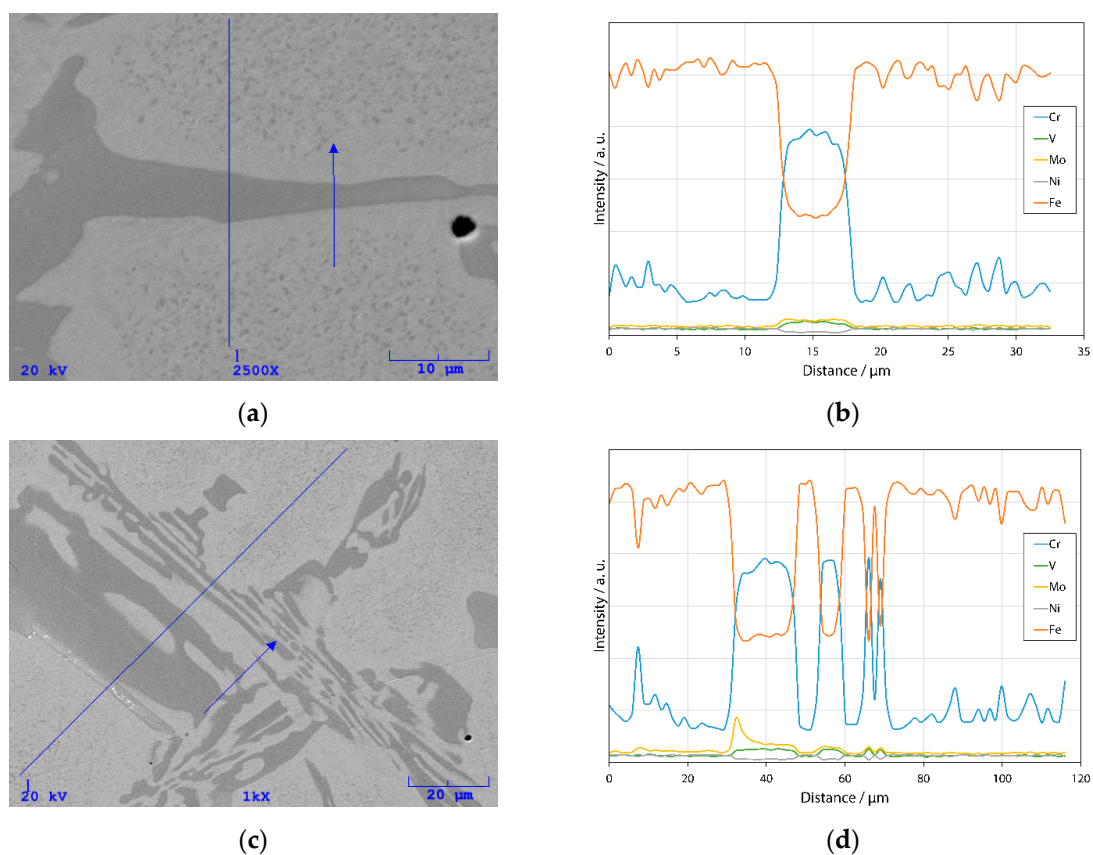 20 kV
2500X
10 µm
(a)
Intensity / a. u.
Cr
V
Mo
Ni
Fe
0 5 10 15 20 25 30 35
Distance / µm
(b)
20 kV
1kX
20 µm
(c)
Intensity / a. u.
Cr
V
Mo
Ni
Fe
0 20 40 60 80 100 120
Distance / µm
(d)